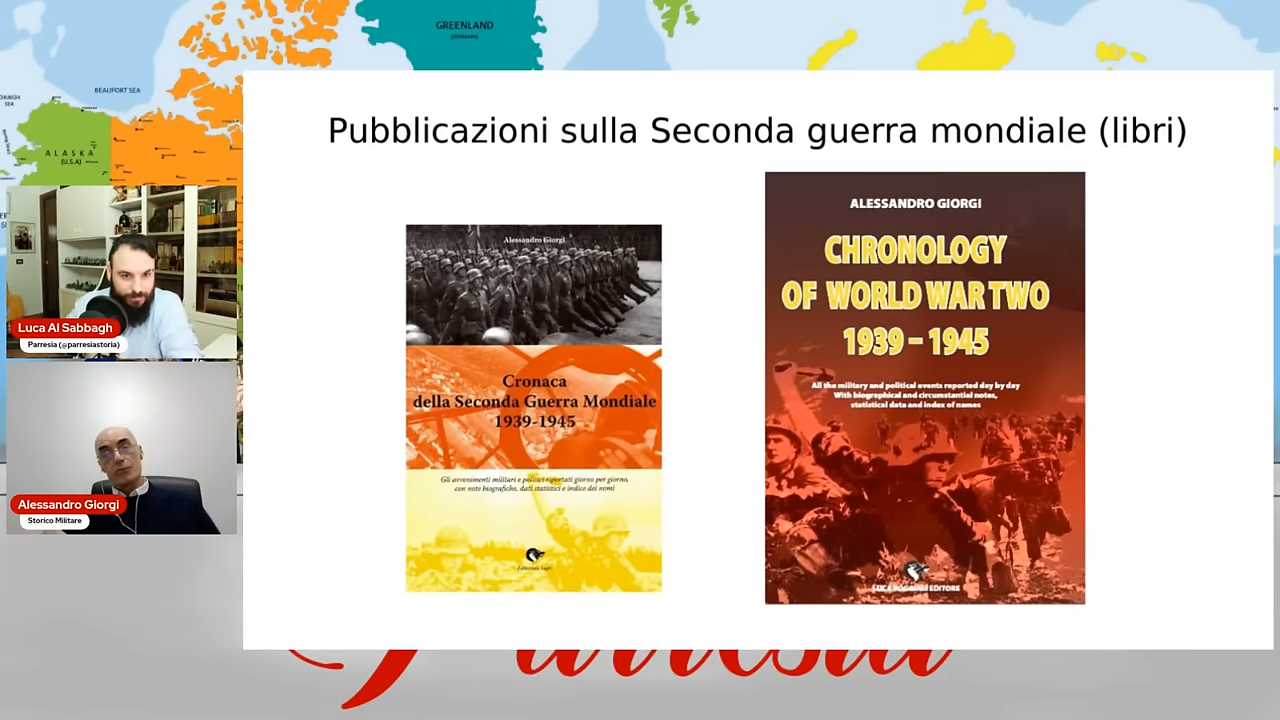 GREENLAND
BEAUFORT SEA
ALASKA
(U.S.A)
Pubblicazioni sulla Seconda guerra mondiale (libri)
Alessandro Giorgi
Cronaca
della Seconda Guerra Mondiale
1939-1945
Gli avvenimenti militari e politici riportati giorno per giorno,
con note biografiche, dati statistici e indice dei nomi
ALESSANDRO GIORGI
CHRONOLOGY
OF WORLD WAR TWO
1939 – 1945
All the military and political events reported day by day
With biographical and circumstantial notes,
statistical data and index of names
EDITORE
Luca Al Sabbagh
Parresia (@parresiastoria)
Alessandro Giorgi
Storico Militare
Parresia